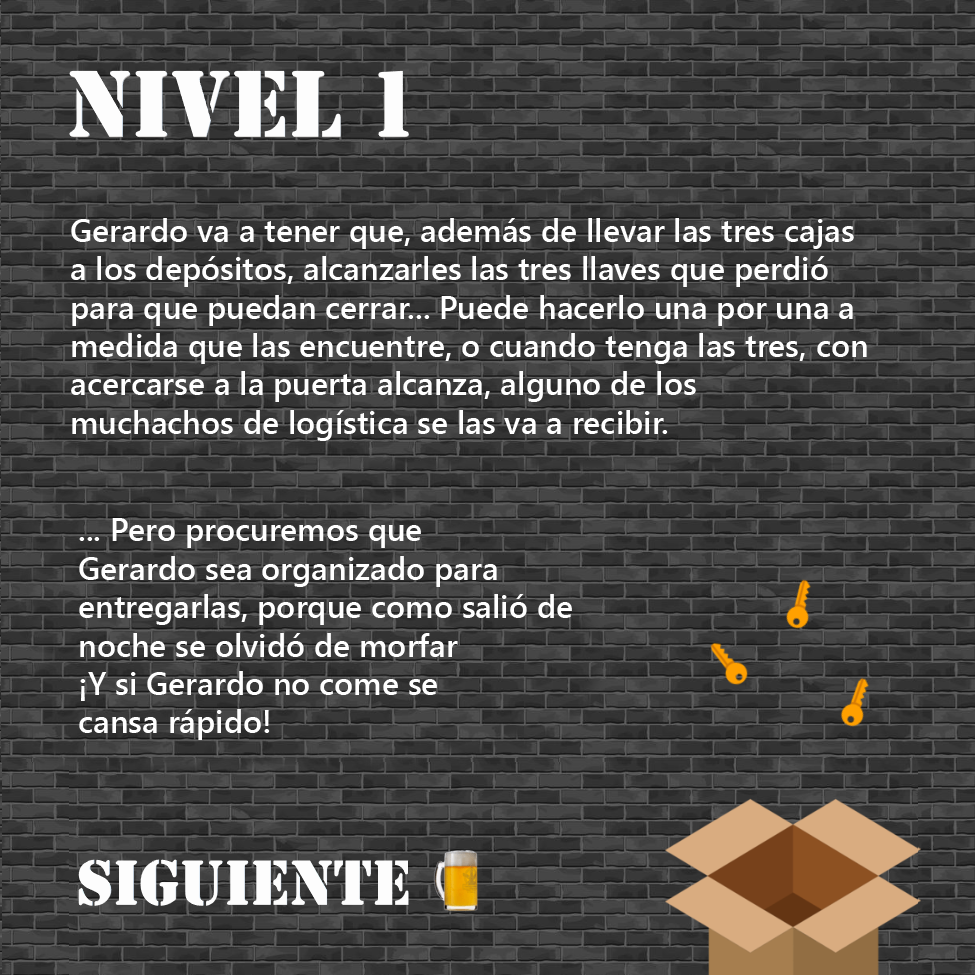 NIVEL 1
Gerardo va a tener que, además de llevar las tres cajas
a los depósitos, alcanzarles las tres llaves que perdió
para que puedan cerrar... Puede hacerlo una por una a
medida que las encuentre, o cuando tenga las tres, con
acercarse a la puerta alcanza, alguno de los
muchachos de logística se las va a recibir.
... Pero procuremos que
Gerardo sea organizado para
entregarlas, porque como salió de
noche se olvidó de morfar
¡Y si Gerardo no come se
cansa rápido!
SIGUIENTE